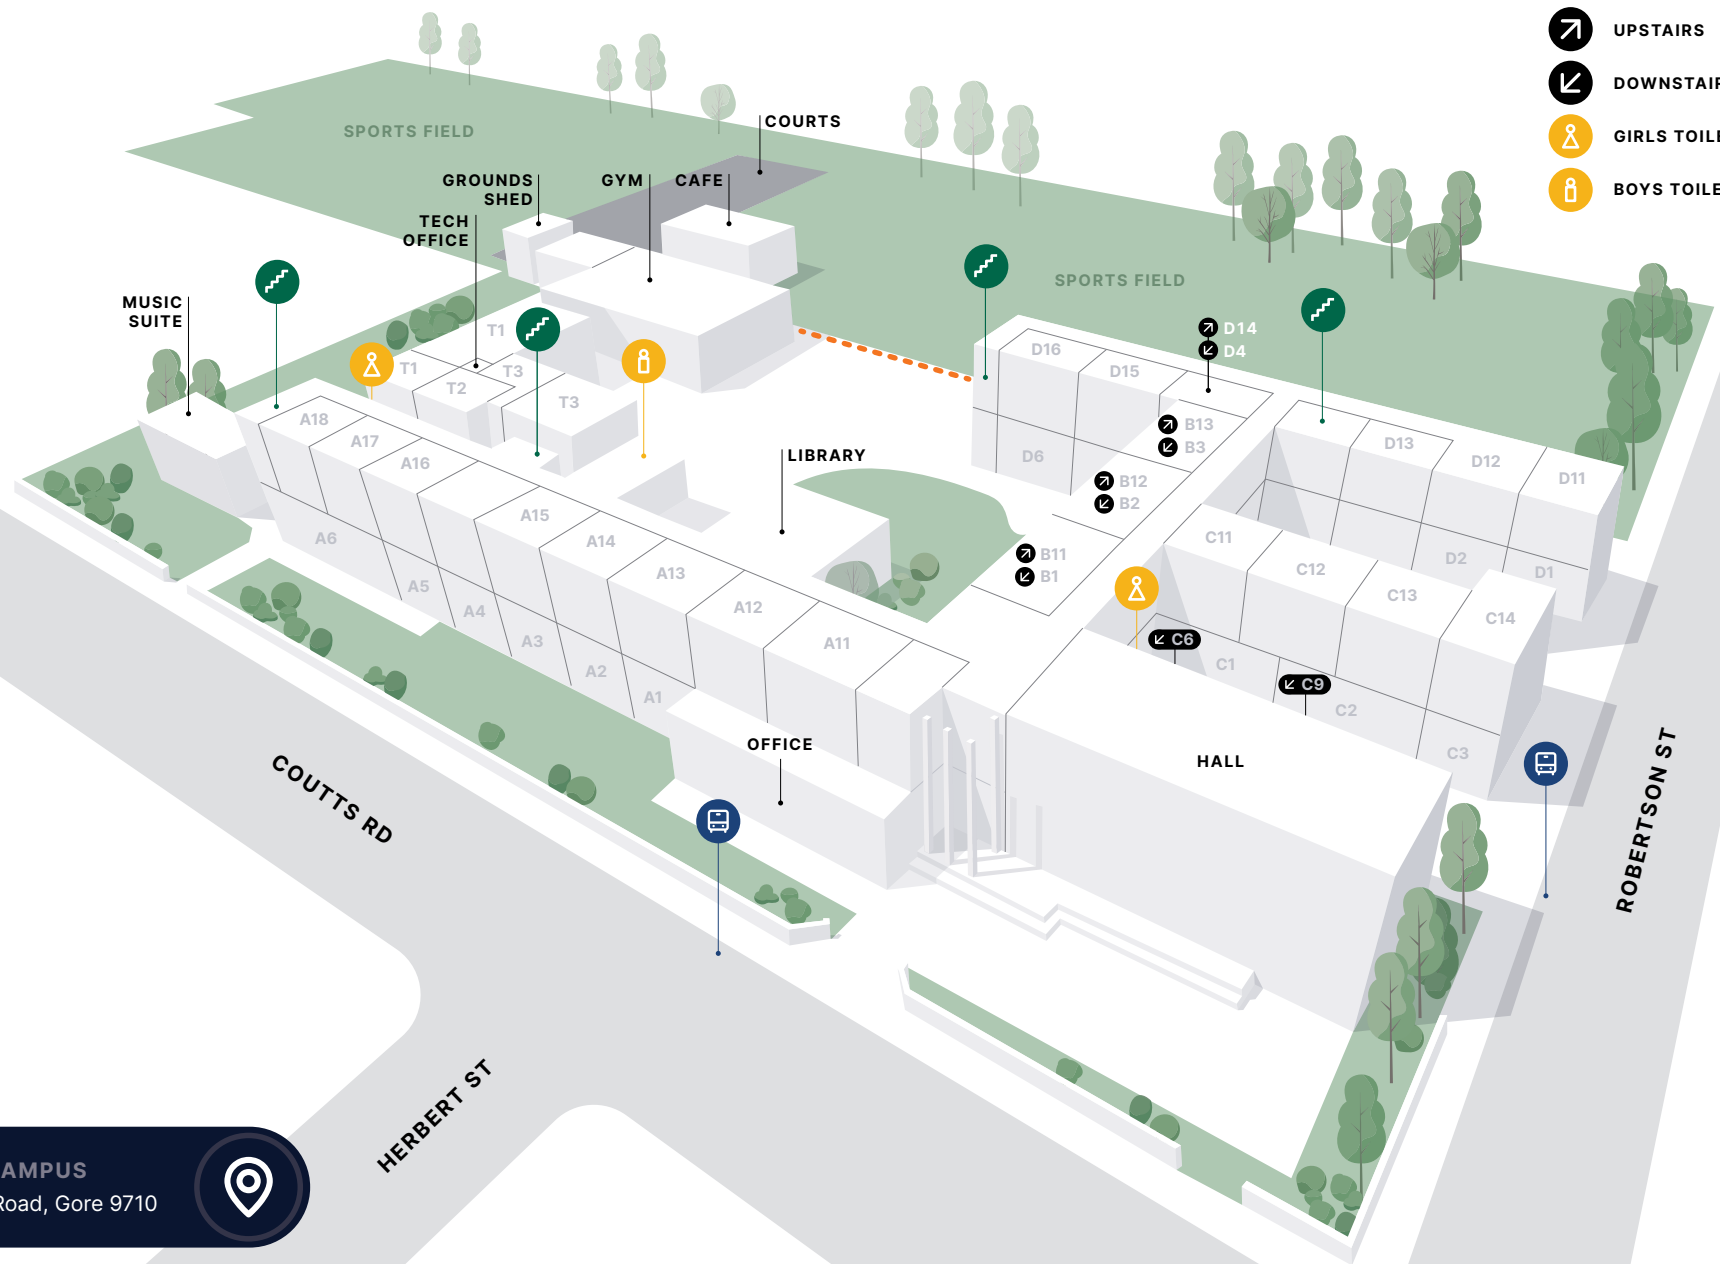 UPSTAIRS
DOWNSTAIR
GIRLS TOILE
BOYS TOILE
SPORTS FIELD
COURTS
GROUNDS
SHED
GYM
CAFE
TECH
OFFICE
MUSIC
SUITE
SPORTS FIELD
T1
T1
T2
T3
T3
D14
D4
D16
D15
D6
B13
B3
B12
B2
B11
B1
D13
D12
D11
D2
D1
LIBRARY
A18
A17
A16
A15
A14
A13
A12
A11
A6
A5
A4
A3
A2
A1
C11
C12
C13
C14
C6
C1
C9
C2
C3
OFFICE
HALL
COUTTS RD
ROBERTSON ST
HERBERT ST
AMPUS
Road, Gore 9710